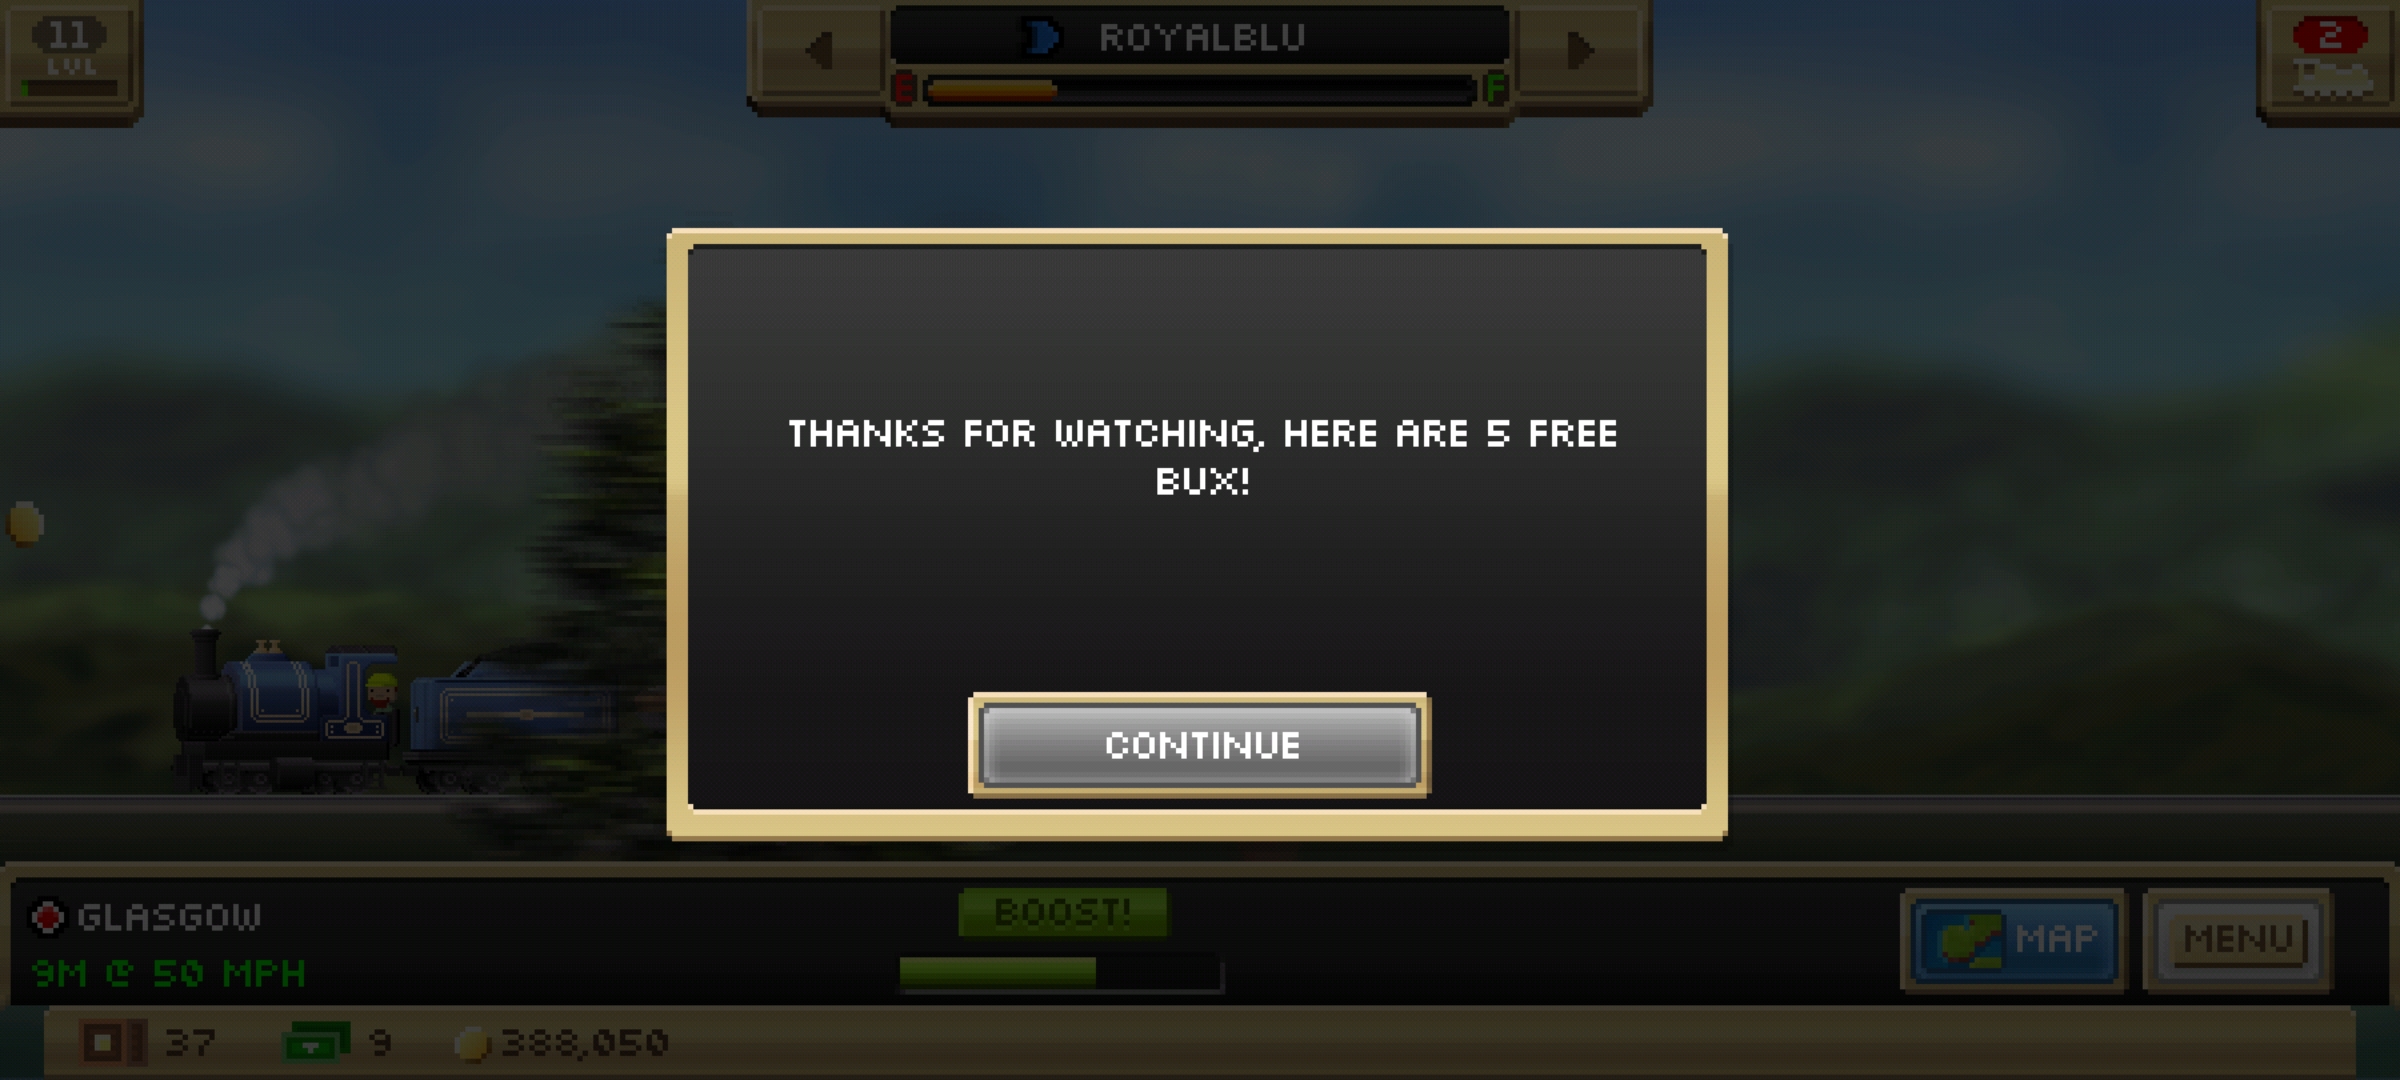 11
LVL
ROYALBLU
E F
2
THANKS FOR WATCHING, HERE ARE 5 FREE
BUX!
CONTINUE
GLASGOW
9M @ 50 MPH
BOOST!
MAP
MENU
37 9 388,050